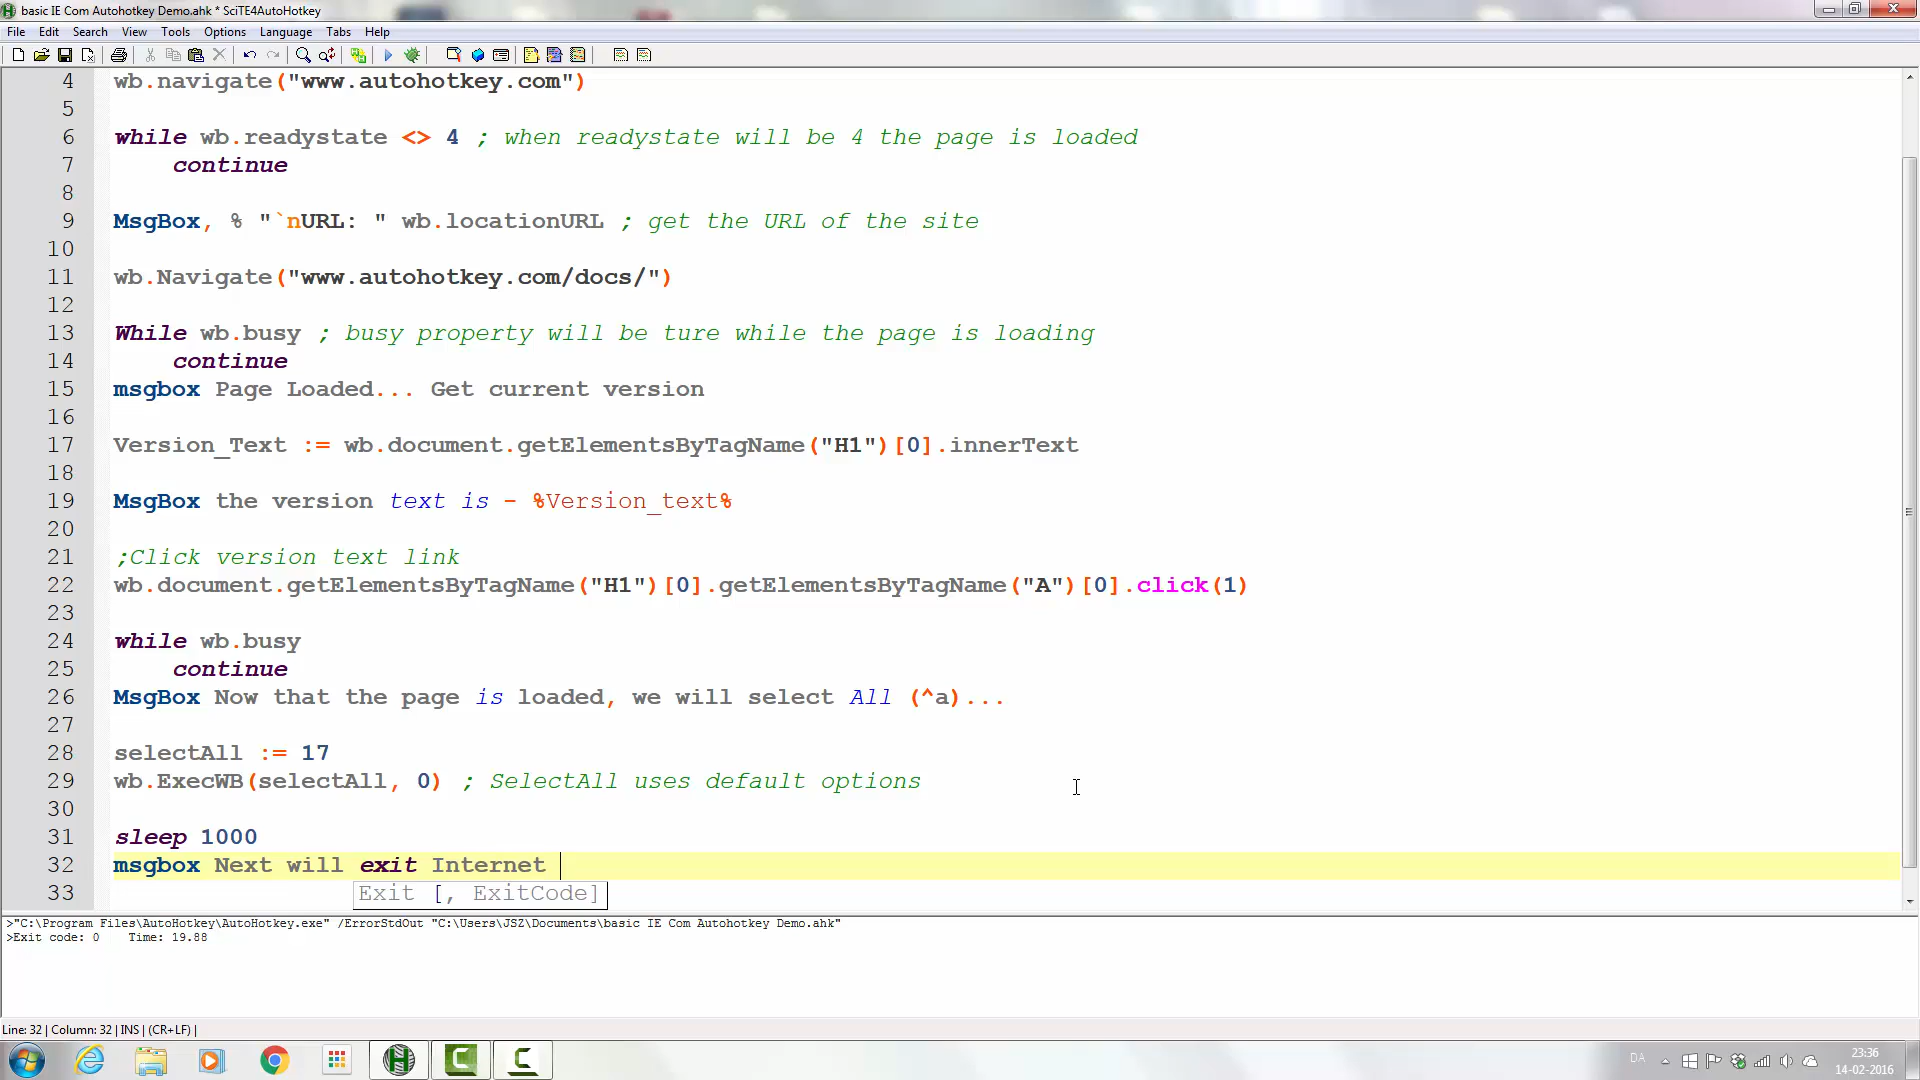 basic IE Com Autohotkey Demo.ahk * SciTE4AutoHotkey
File Edit Search View Tools Options Language Tabs Help
4 wb.navigate("www.autohotkey.com")
5
6 while wb.readystate <> 4 ; when readystate will be 4 the page is loaded
7 continue
8
9 MsgBox, % "`nURL: " wb.locationURL ; get the URL of the site
10
11 wb.Navigate("www.autohotkey.com/docs/")
12
13 While wb.busy ; busy property will be ture while the page is loading
14 continue
15 msgbox Page Loaded... Get current version
16
17 Version_Text := wb.document.getElementsByTagName("H1")[0].innerText
18
19 MsgBox the version text is - %Version_text%
20
21 ;Click version text link
22 wb.document.getElementsByTagName("H1")[0].getElementsByTagName("A")[0].click(1)
23
24 while wb.busy
25 continue
26 MsgBox Now that the page is loaded, we will select All (^a)...
27
28 selectAll := 17
29 wb.ExecWB(selectAll, 0) ; SelectAll uses default options
30
31 sleep 1000
32 msgbox Next will exit Internet
33 Exit [, ExitCode]
>"C:\Program Files\AutoHotkey\AutoHotkey.exe" /ErrorStdOut "C:\Users\JSZ\Documents\basic IE Com Autohotkey Demo.ahk"
>Exit code: 0 Time: 19.88
Line: 32 | Column: 32 | INS | (CR+LF) |
DA
23:36
14-02-2016